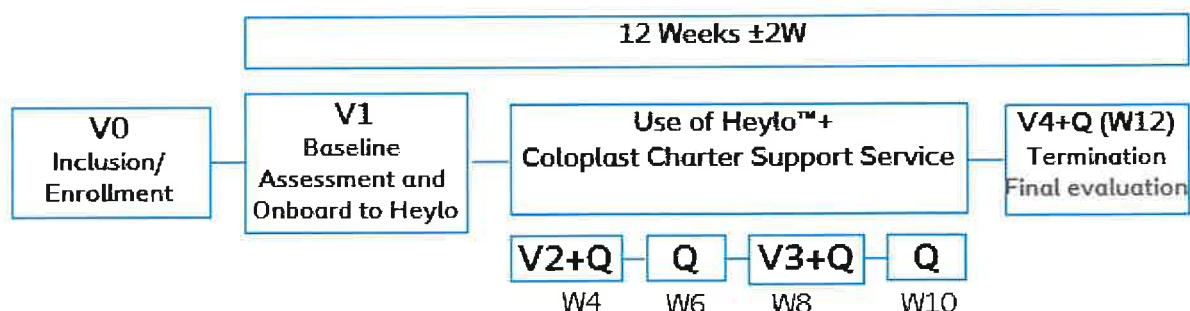 12 Weeks ±2W
V0
Inclusion/
Enrollment
V1
Baseline
Assessment and
Onboard to Heylo
Use of Heylo™+
Coloplast Charter Support Service
V4+Q (W12)
Termination
Final evaluation
V2+Q
Q
V3+Q
Q
W4
W6
W8
W10